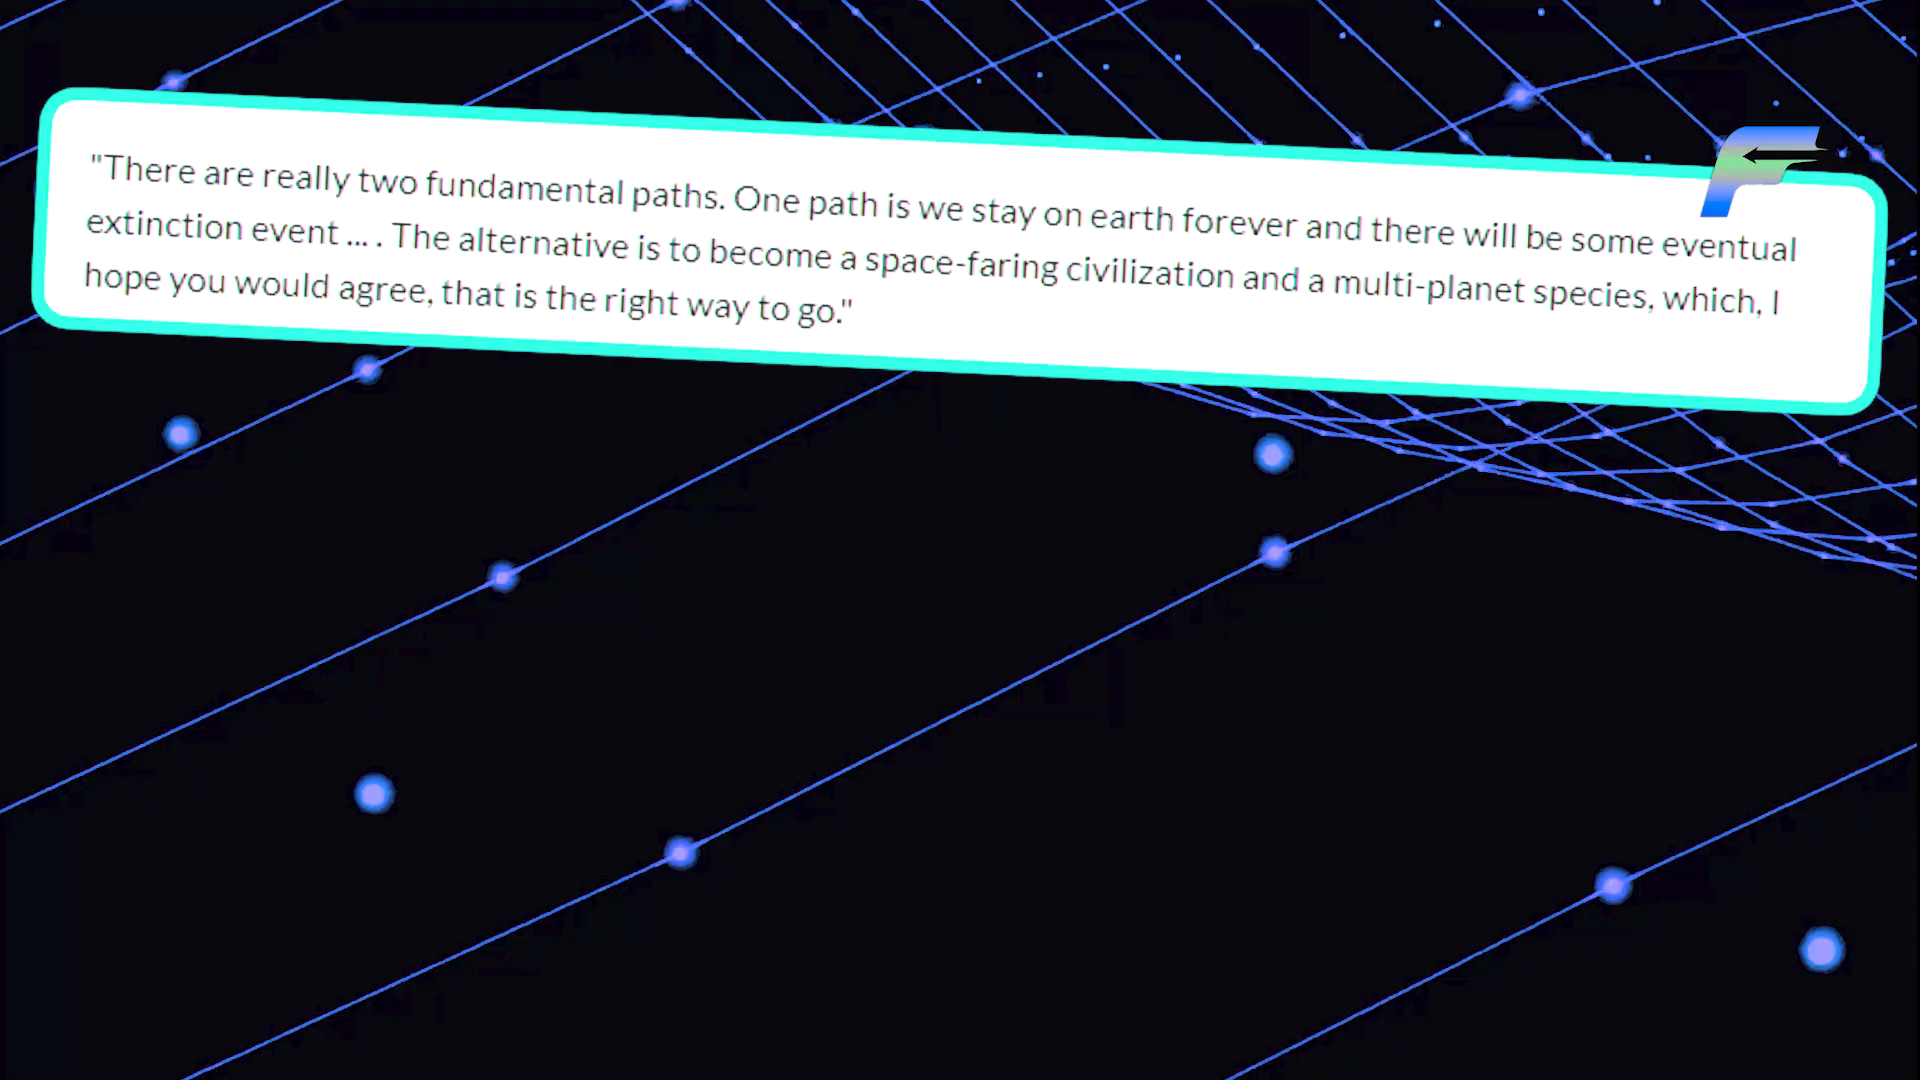 "There are really two fundamental paths. One path is we stay on earth forever and there will be some eventual
extinction event ... . The alternative is to become a space-faring civilization and a multi-planet species, which, I
hope you would agree, that is the right way to go."